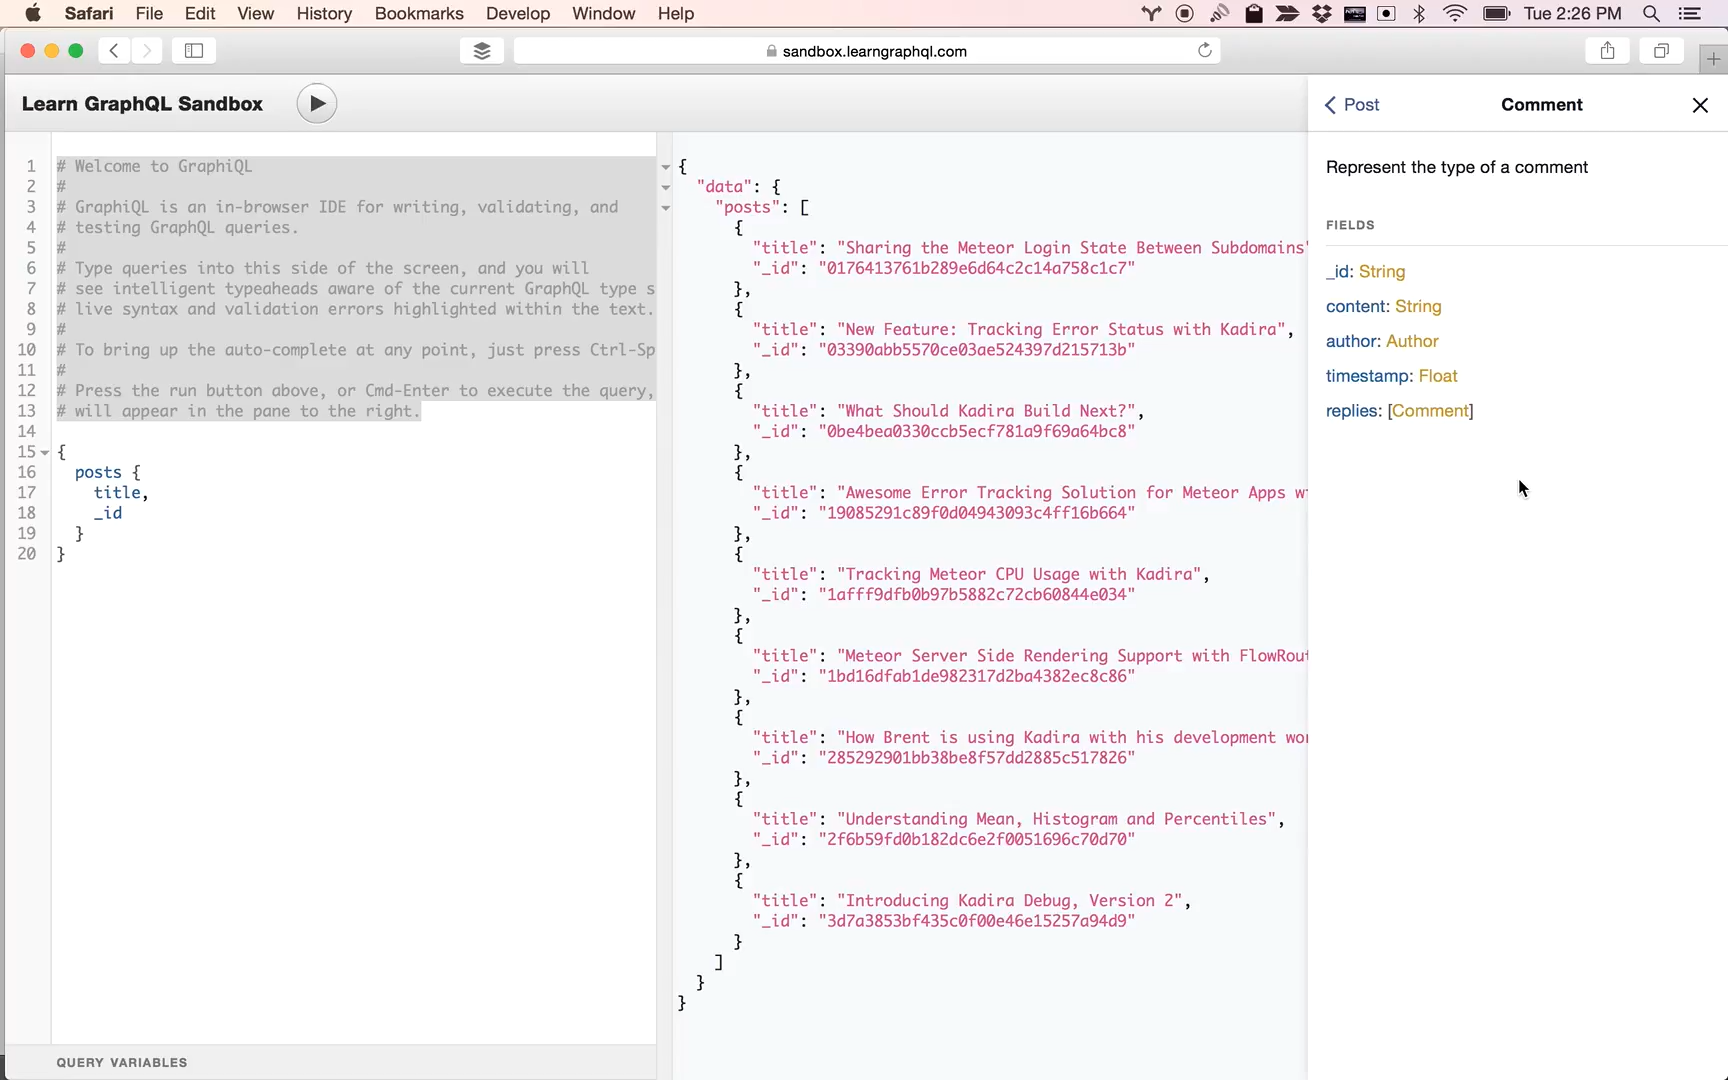 Safari File Edit View History Bookmarks Develop Window Help Tue 2:26 PM
sandbox.learngraphql.com
Learn GraphQL Sandbox
1 # Welcome to GraphiQL
2 #
3 # GraphiQL is an in-browser IDE for writing, validating, and
4 # testing GraphQL queries.
5 #
6 # Type queries into this side of the screen, and you will
7 # see intelligent typeaheads aware of the current GraphQL type s
8 # live syntax and validation errors highlighted within the text.
9 #
10 # To bring up the auto-complete at any point, just press Ctrl-Sp
11 #
12 # Press the run button above, or Cmd-Enter to execute the query,
13 # will appear in the pane to the right.
14
15 {
16 posts {
17 title,
18 _id
19 }
20 }
QUERY VARIABLES
{
"data": {
"posts": [
{
"title": "Sharing the Meteor Login State Between Subdomains"
"_id": "0176413761b289e6d64c2c14a758c1c7"
},
{
"title": "New Feature: Tracking Error Status with Kadira",
"_id": "03390abb5570ce03ae524397d215713b"
},
{
"title": "What Should Kadira Build Next?",
"_id": "0be4bea0330ccb5ecf781a9f69a64bc8"
},
{
"title": "Awesome Error Tracking Solution for Meteor Apps w
"_id": "19085291c89f0d04943093c4ff16b664"
},
{
"title": "Tracking Meteor CPU Usage with Kadira",
"_id": "1afff9dfb0b97b5882c72cb60844e034"
},
{
"title": "Meteor Server Side Rendering Support with FlowRou
"_id": "1bd16dfab1de982317d2ba4382ec8c86"
},
{
"title": "How Brent is using Kadira with his development wo
"_id": "285292901bb38be8f57dd2885c517826"
},
{
"title": "Understanding Mean, Histogram and Percentiles",
"_id": "2f6b59fd0b182dc6e2f0051696c70d70"
},
{
"title": "Introducing Kadira Debug, Version 2",
"_id": "3d7a3853bf435c0f00e46e15257a94d9"
}
]
}
}
Post Comment
Represent the type of a comment
FIELDS
_id: String
content: String
author: Author
timestamp: Float
replies: [Comment]